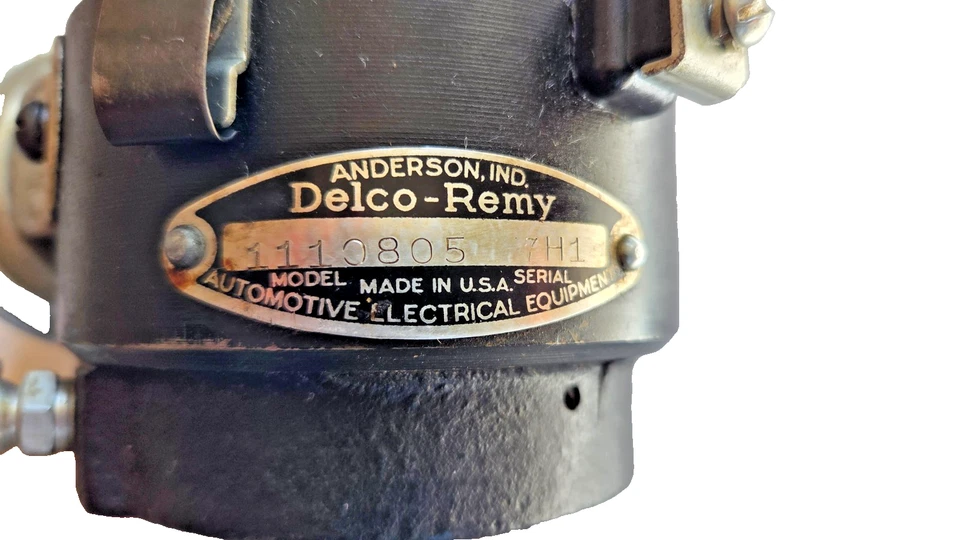 ANDERSON, IND.
Delco-Remy
1110805 7H1
MODEL MADE IN U.S.A. SERIAL
AUTOMOTIVE ELECTRICAL EQUIPMENT